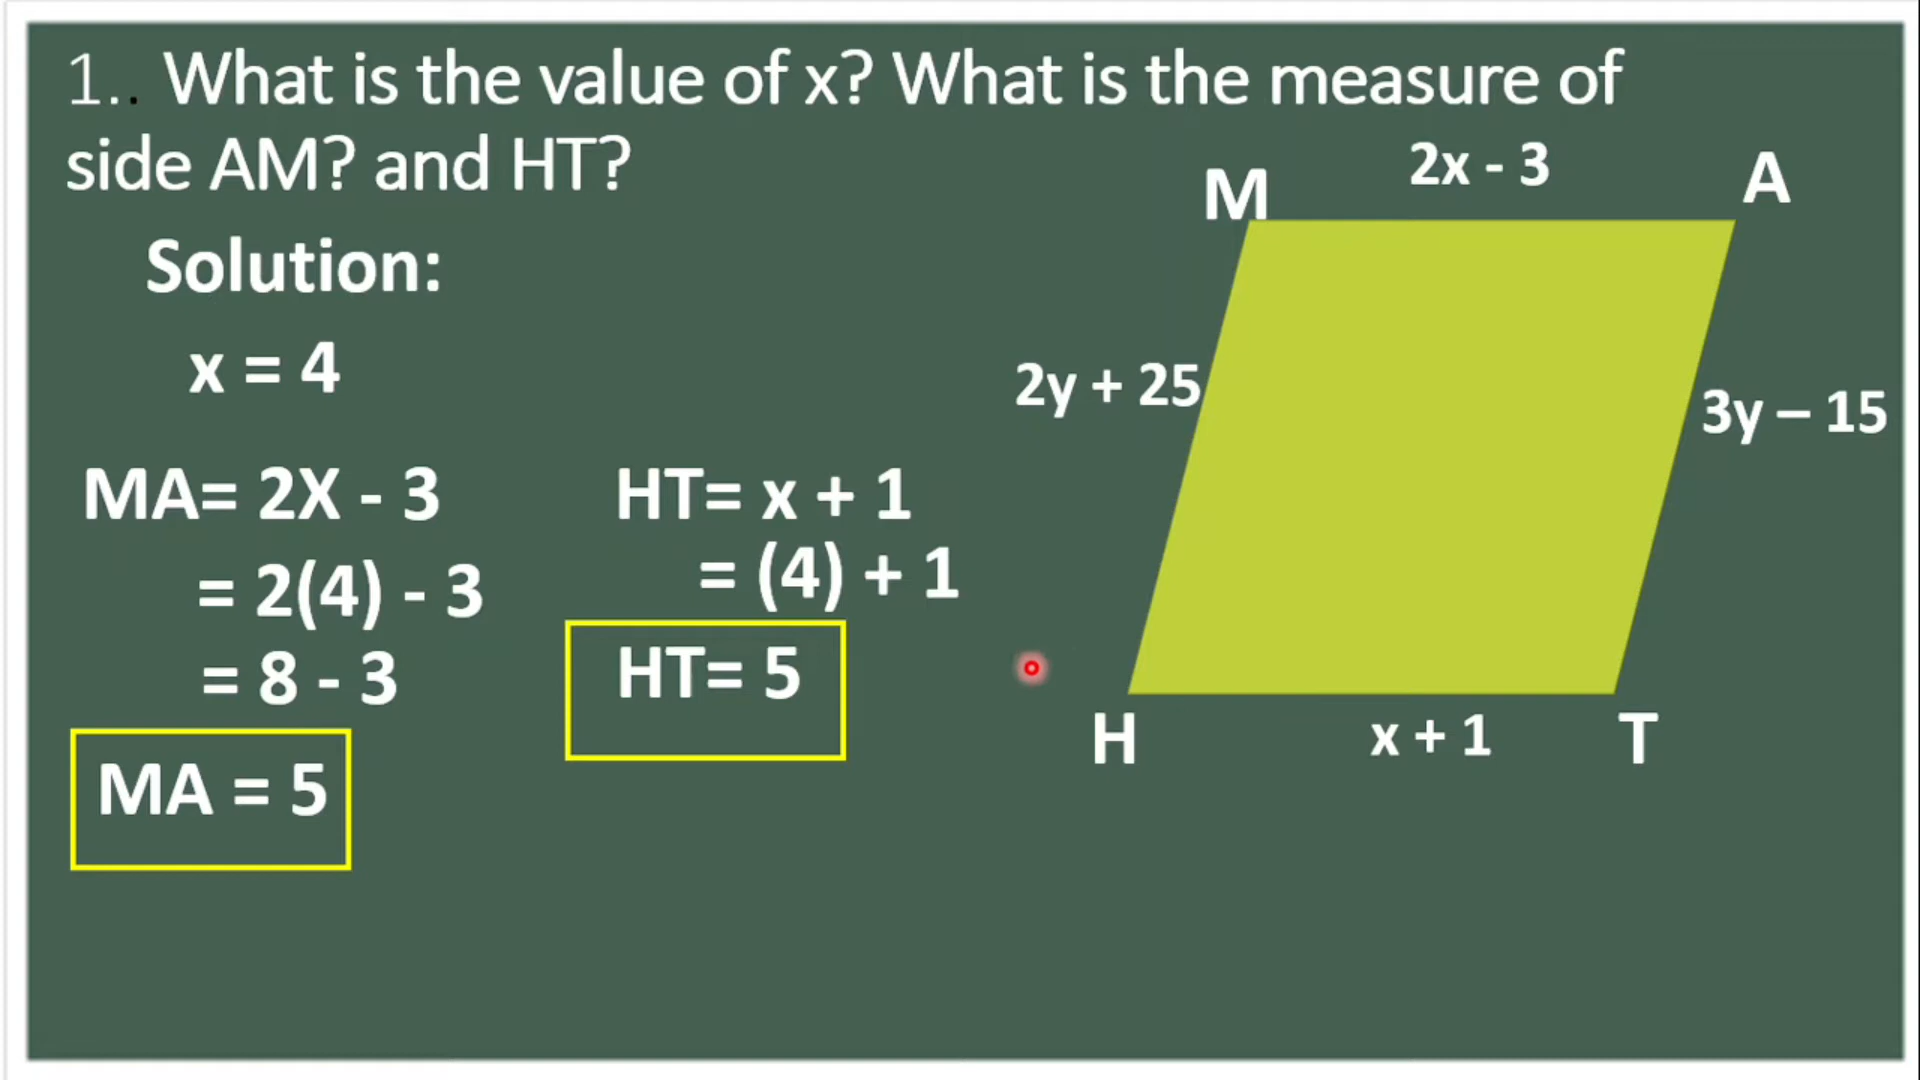 1.. What is the value of x? What is the measure of
side AM? and HT?
Solution:
x = 4
MA= 2X - 3
= 2(4) - 3
= 8 - 3
MA = 5
HT= x + 1
= (4) + 1
HT= 5
M
2x - 3
A
2y + 25
3y – 15
H
x + 1
T